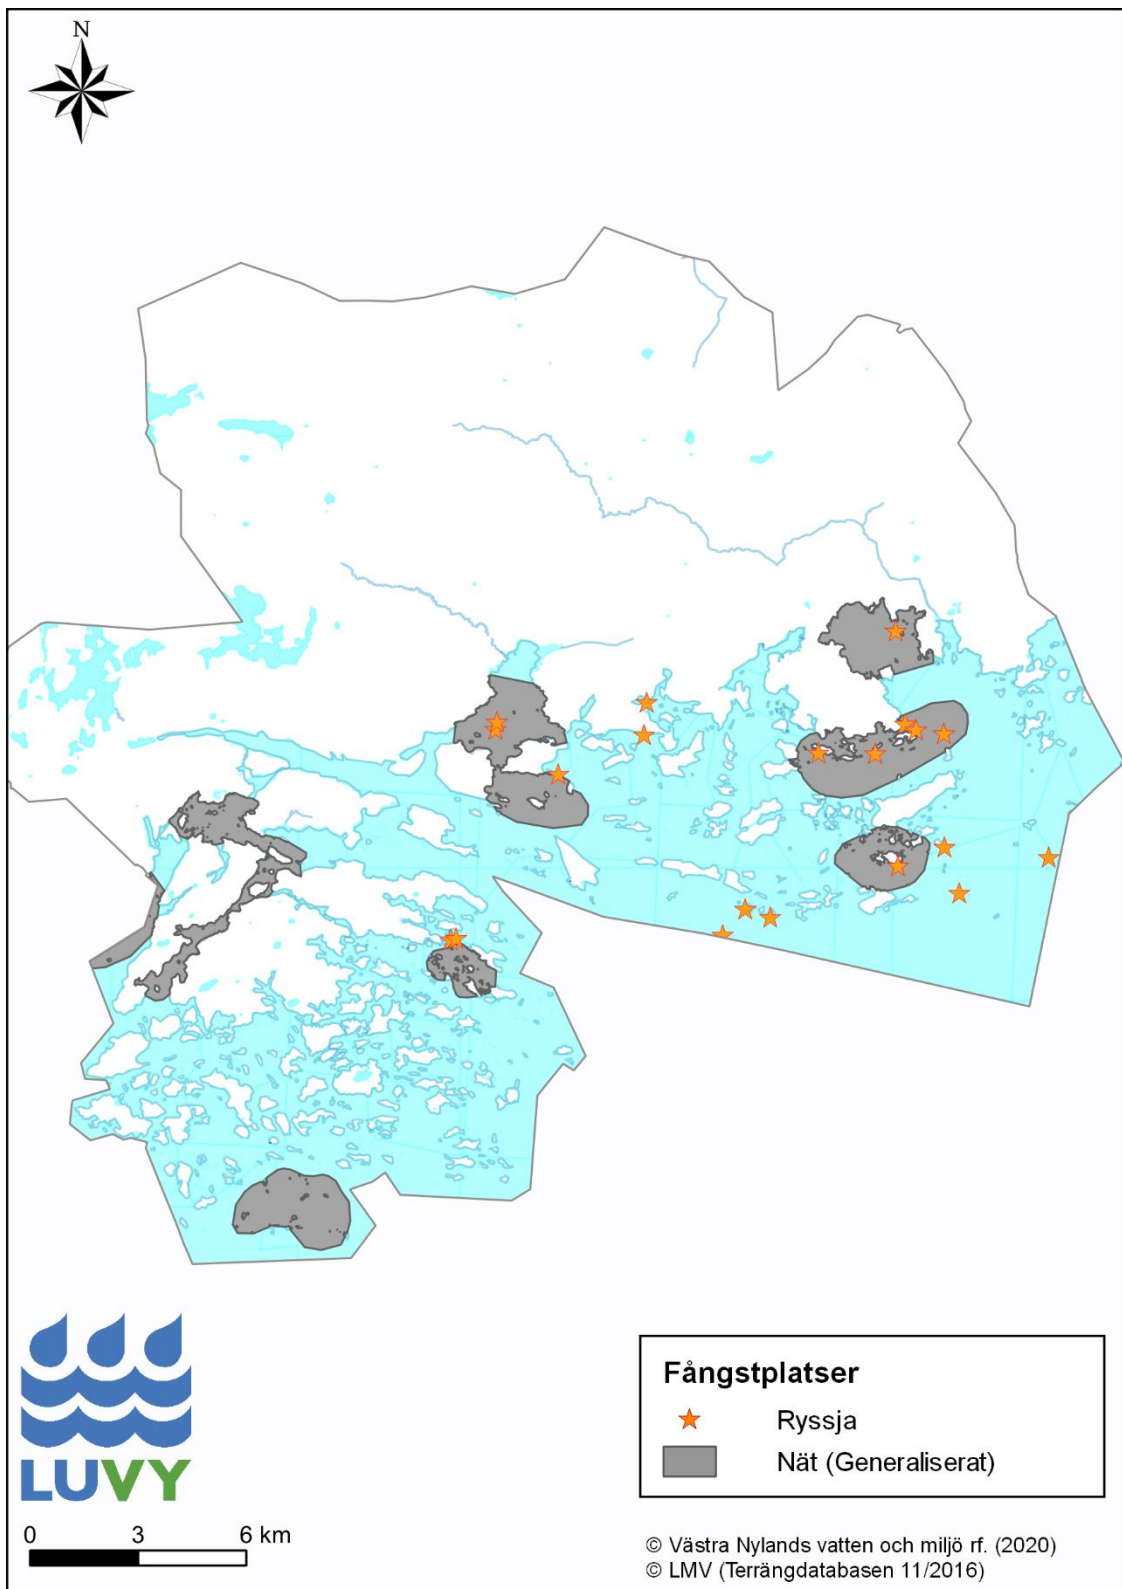 N
LUVY
0 3 6 km
Fångstplatser
Ryssja
Nät (Generaliserat)
© Västra Nylands vatten och miljö rf. (2020)
© LMV (Terrängdatabasen 11/2016)